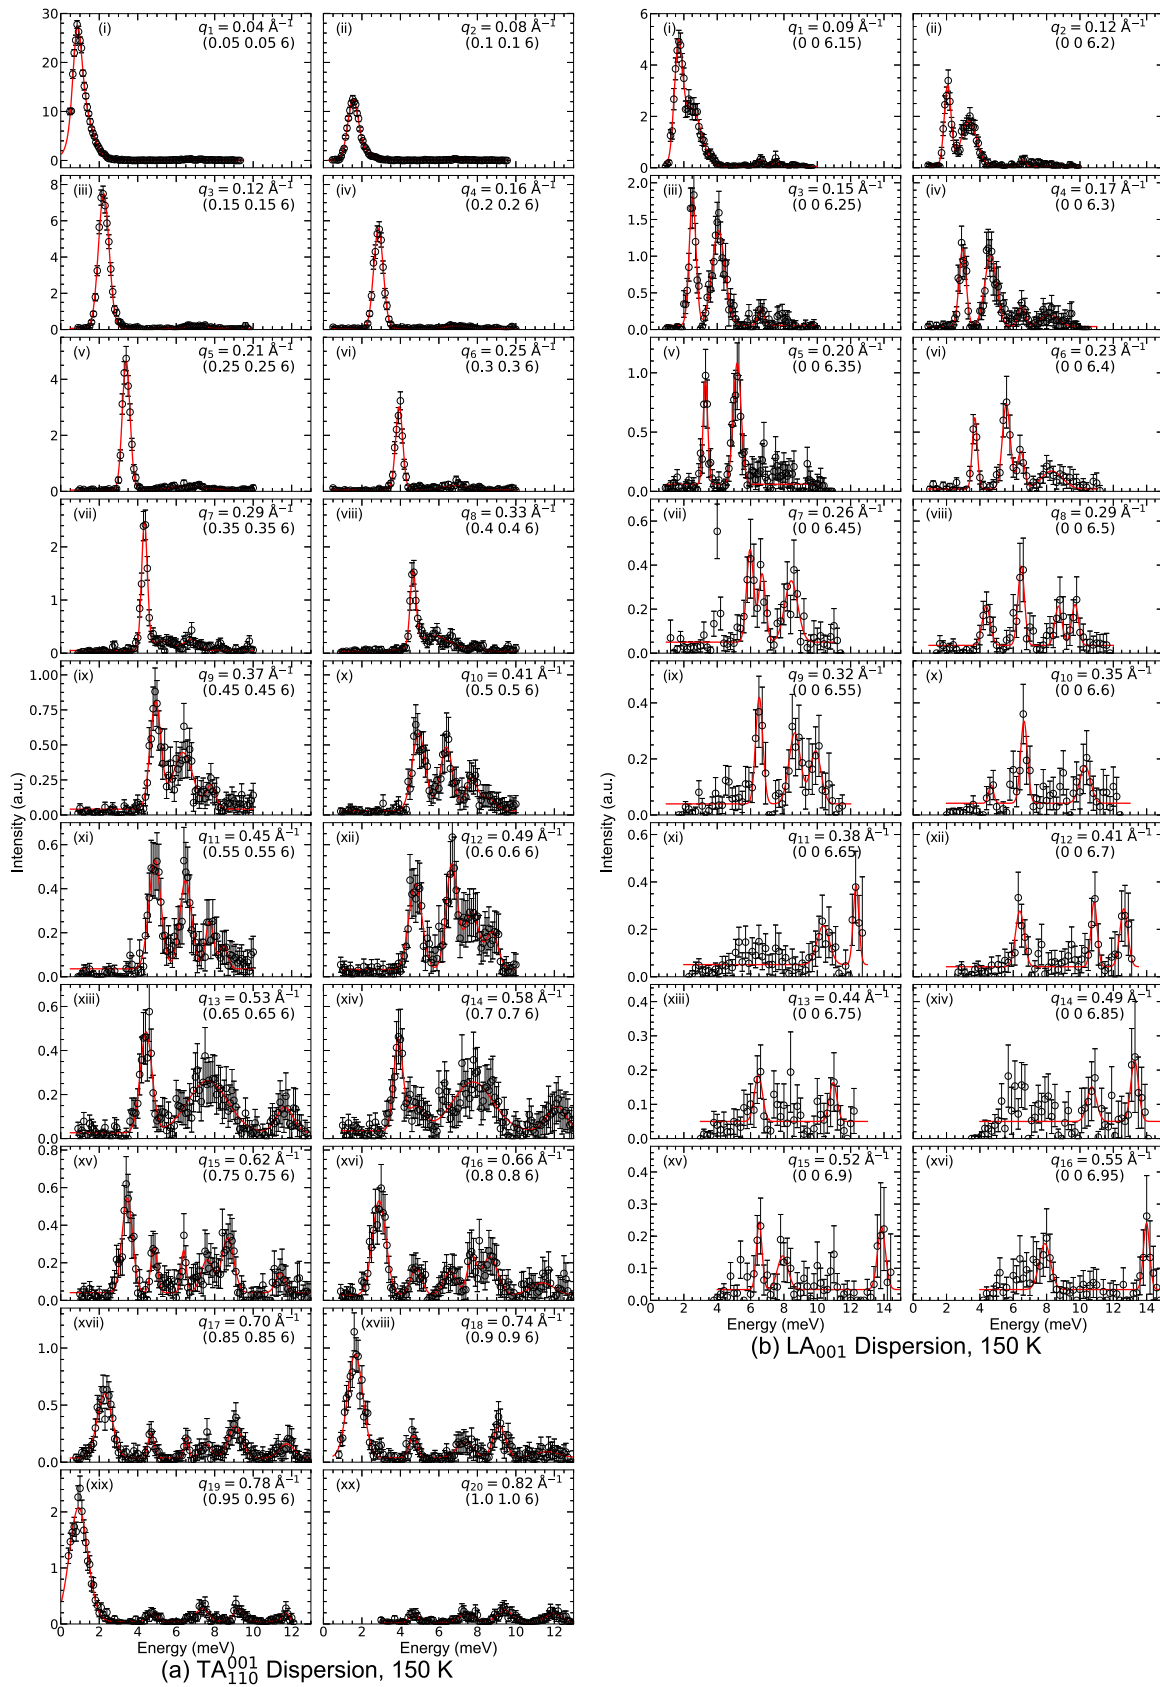 (i) q₁ = 0.04 Å⁻¹
(0.05 0.05 6)
(ii) q₂ = 0.08 Å⁻¹
(0.1 0.1 6)
(i) q₁ = 0.09 Å⁻¹
(0 0 6.15)
(ii) q₂ = 0.12 Å⁻¹
(0 0 6.2)
30
20
10
0
6
4
2
0
(iii) q₃ = 0.12 Å⁻¹
(0.15 0.15 6)
(iv) q₄ = 0.16 Å⁻¹
(0.2 0.2 6)
(iii) q₃ = 0.15 Å⁻¹
(0 0 6.25)
(iv) q₄ = 0.17 Å⁻¹
(0 0 6.3)
8
6
4
2
0
2.0
1.5
1.0
0.5
0.0
(v) q₅ = 0.21 Å⁻¹
(0.25 0.25 6)
(vi) q₆ = 0.25 Å⁻¹
(0.3 0.3 6)
(v) q₅ = 0.20 Å⁻¹
(0 0 6.35)
(vi) q₆ = 0.23 Å⁻¹
(0 0 6.4)
4
2
0
1.0
0.5
0.0
(vii) q₇ = 0.29 Å⁻¹
(0.35 0.35 6)
(viii) q₈ = 0.33 Å⁻¹
(0.4 0.4 6)
(vii) q₇ = 0.26 Å⁻¹
(0 0 6.45)
(viii) q₈ = 0.29 Å⁻¹
(0 0 6.5)
2
1
0
0.6
0.4
0.2
0.0
(ix) q₉ = 0.37 Å⁻¹
(0.45 0.45 6)
(x) q₁₀ = 0.41 Å⁻¹
(0.5 0.5 6)
(ix) q₉ = 0.32 Å⁻¹
(0 0 6.55)
(x) q₁₀ = 0.35 Å⁻¹
(0 0 6.6)
1.00
0.75
0.50
0.25
0.00
0.4
0.2
0.0
Intensity (a.u.)
Intensity (a.u.)
(xi) q₁₁ = 0.45 Å⁻¹
(0.55 0.55 6)
(xii) q₁₂ = 0.49 Å⁻¹
(0.6 0.6 6)
(xi) q₁₁ = 0.38 Å⁻¹
(0 0 6.65)
(xii) q₁₂ = 0.41 Å⁻¹
(0 0 6.7)
0.6
0.4
0.2
0.0
0.4
0.2
0.0
(xiii) q₁₃ = 0.53 Å⁻¹
(0.65 0.65 6)
(xiv) q₁₄ = 0.58 Å⁻¹
(0.7 0.7 6)
(xiii) q₁₃ = 0.44 Å⁻¹
(0 0 6.75)
(xiv) q₁₄ = 0.49 Å⁻¹
(0 0 6.85)
0.6
0.4
0.2
0.0
0.4
0.2
0.0
(xv) q₁₅ = 0.62 Å⁻¹
(0.75 0.75 6)
(xvi) q₁₆ = 0.66 Å⁻¹
(0.8 0.8 6)
(xv) q₁₅ = 0.52 Å⁻¹
(0 0 6.9)
(xvi) q₁₆ = 0.55 Å⁻¹
(0 0 6.95)
0.8
0.6
0.4
0.2
0.0
0.4
0.2
0.0
0 2 4 6 8 10 12 14
0 2 4 6 8 10 12 14
Energy (meV) Energy (meV)
(b) LA₀₀₁ Dispersion, 150 K
(xvii) q₁₇ = 0.70 Å⁻¹
(0.85 0.85 6)
(xviii) q₁₈ = 0.74 Å⁻¹
(0.9 0.9 6)
1.0
0.5
0.0
(xix) q₁₉ = 0.78 Å⁻¹
(0.95 0.95 6)
(xx) q₂₀ = 0.82 Å⁻¹
(1.0 1.0 6)
2
1
0
0 2 4 6 8 10 12
0 2 4 6 8 10 12
Energy (meV) Energy (meV)
(a) TA⁰⁰¹₁₁₀ Dispersion, 150 K